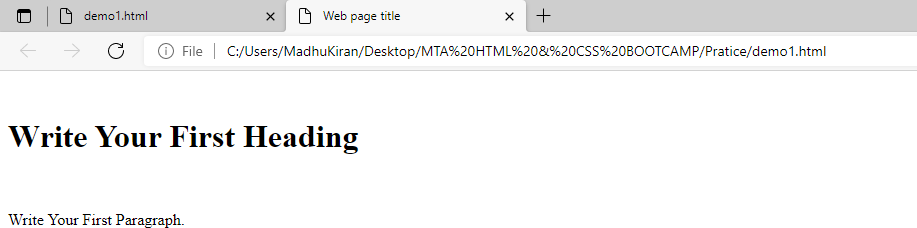 demo1.html
Web page title
File
C:/Users/MadhuKiran/Desktop/MTA%20HTML%20&%20CSS%20BOOTCAMP/Pratice/demo1.html
Write Your First Heading
Write Your First Paragraph.